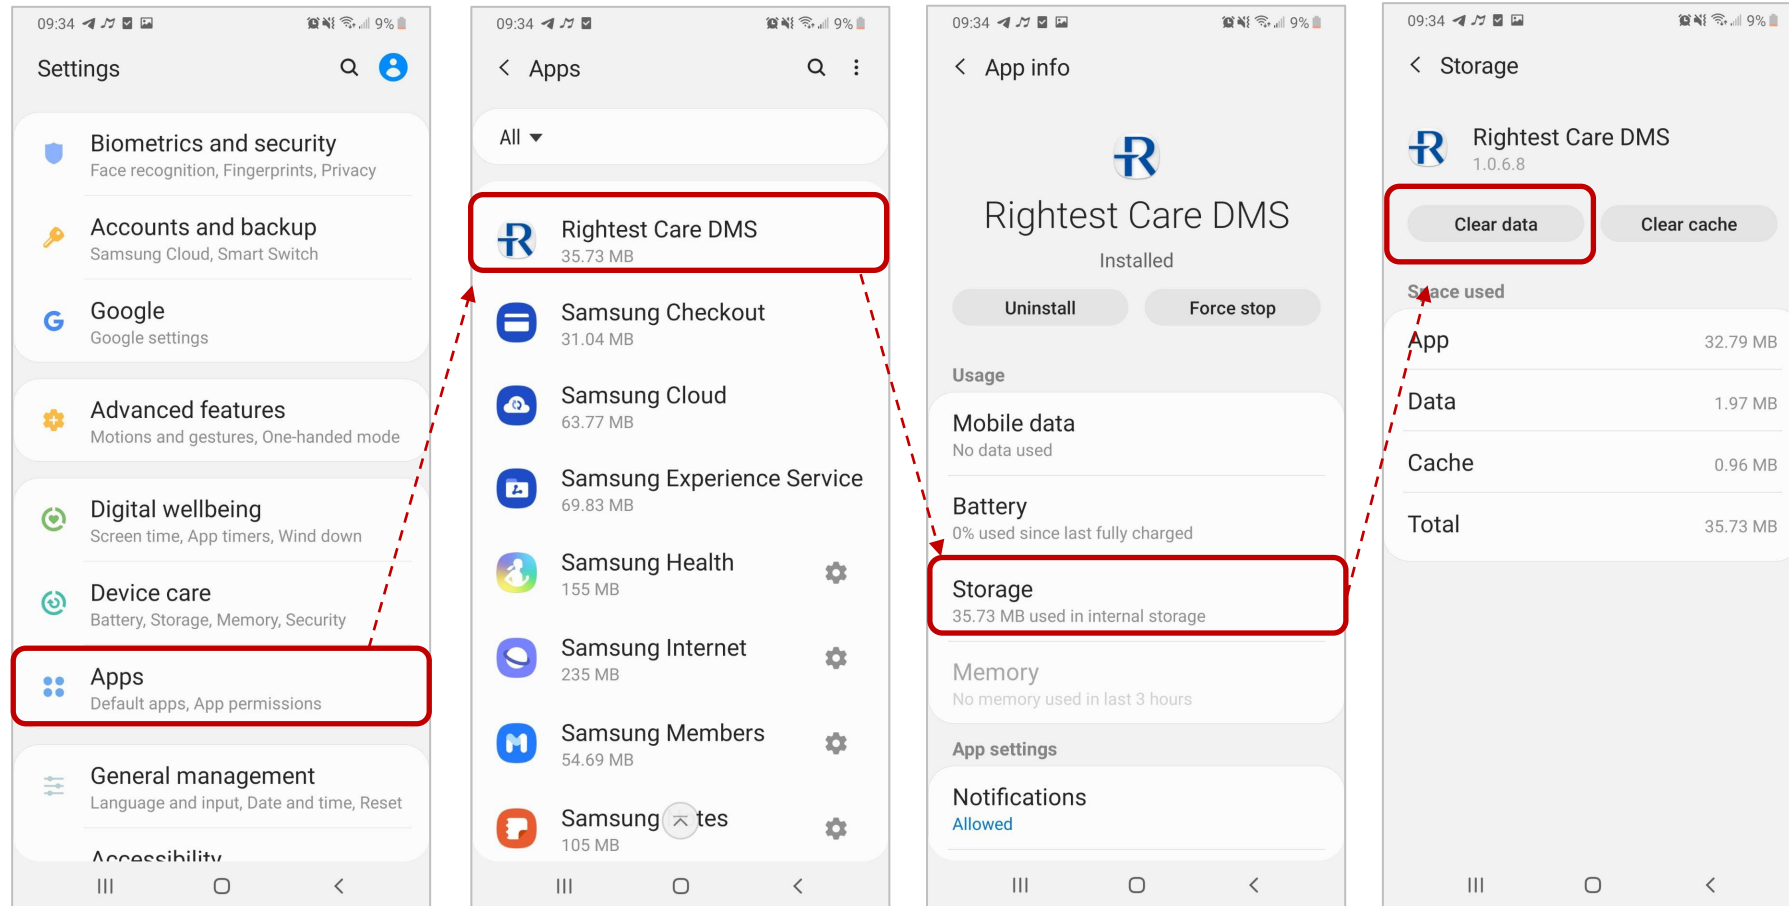 09:34
9%
Settings
Biometrics and security
Face recognition, Fingerprints, Privacy
Accounts and backup
Samsung Cloud, Smart Switch
Google
Google settings
Advanced features
Motions and gestures, One-handed mode
Digital wellbeing
Screen time, App timers, Wind down
Device care
Battery, Storage, Memory, Security
Apps
Default apps, App permissions
General management
Language and input, Date and time, Reset
Accessibility
09:34
9%
Apps
All
Rightest Care DMS
35.73 MB
Samsung Checkout
31.04 MB
Samsung Cloud
63.77 MB
Samsung Experience Service
69.83 MB
Samsung Health
155 MB
Samsung Internet
235 MB
Samsung Members
54.69 MB
Samsung tes
105 MB
09:34
9%
App info
Rightest Care DMS
Installed
Uninstall
Force stop
Usage
Mobile data
No data used
Battery
0% used since last fully charged
Storage
35.73 MB used in internal storage
Memory
No memory used in last 3 hours
App settings
Notifications
Allowed
09:34
9%
Storage
Rightest Care DMS
1.0.6.8
Clear data
Clear cache
Space used
App 32.79 MB
Data 1.97 MB
Cache 0.96 MB
Total 35.73 MB